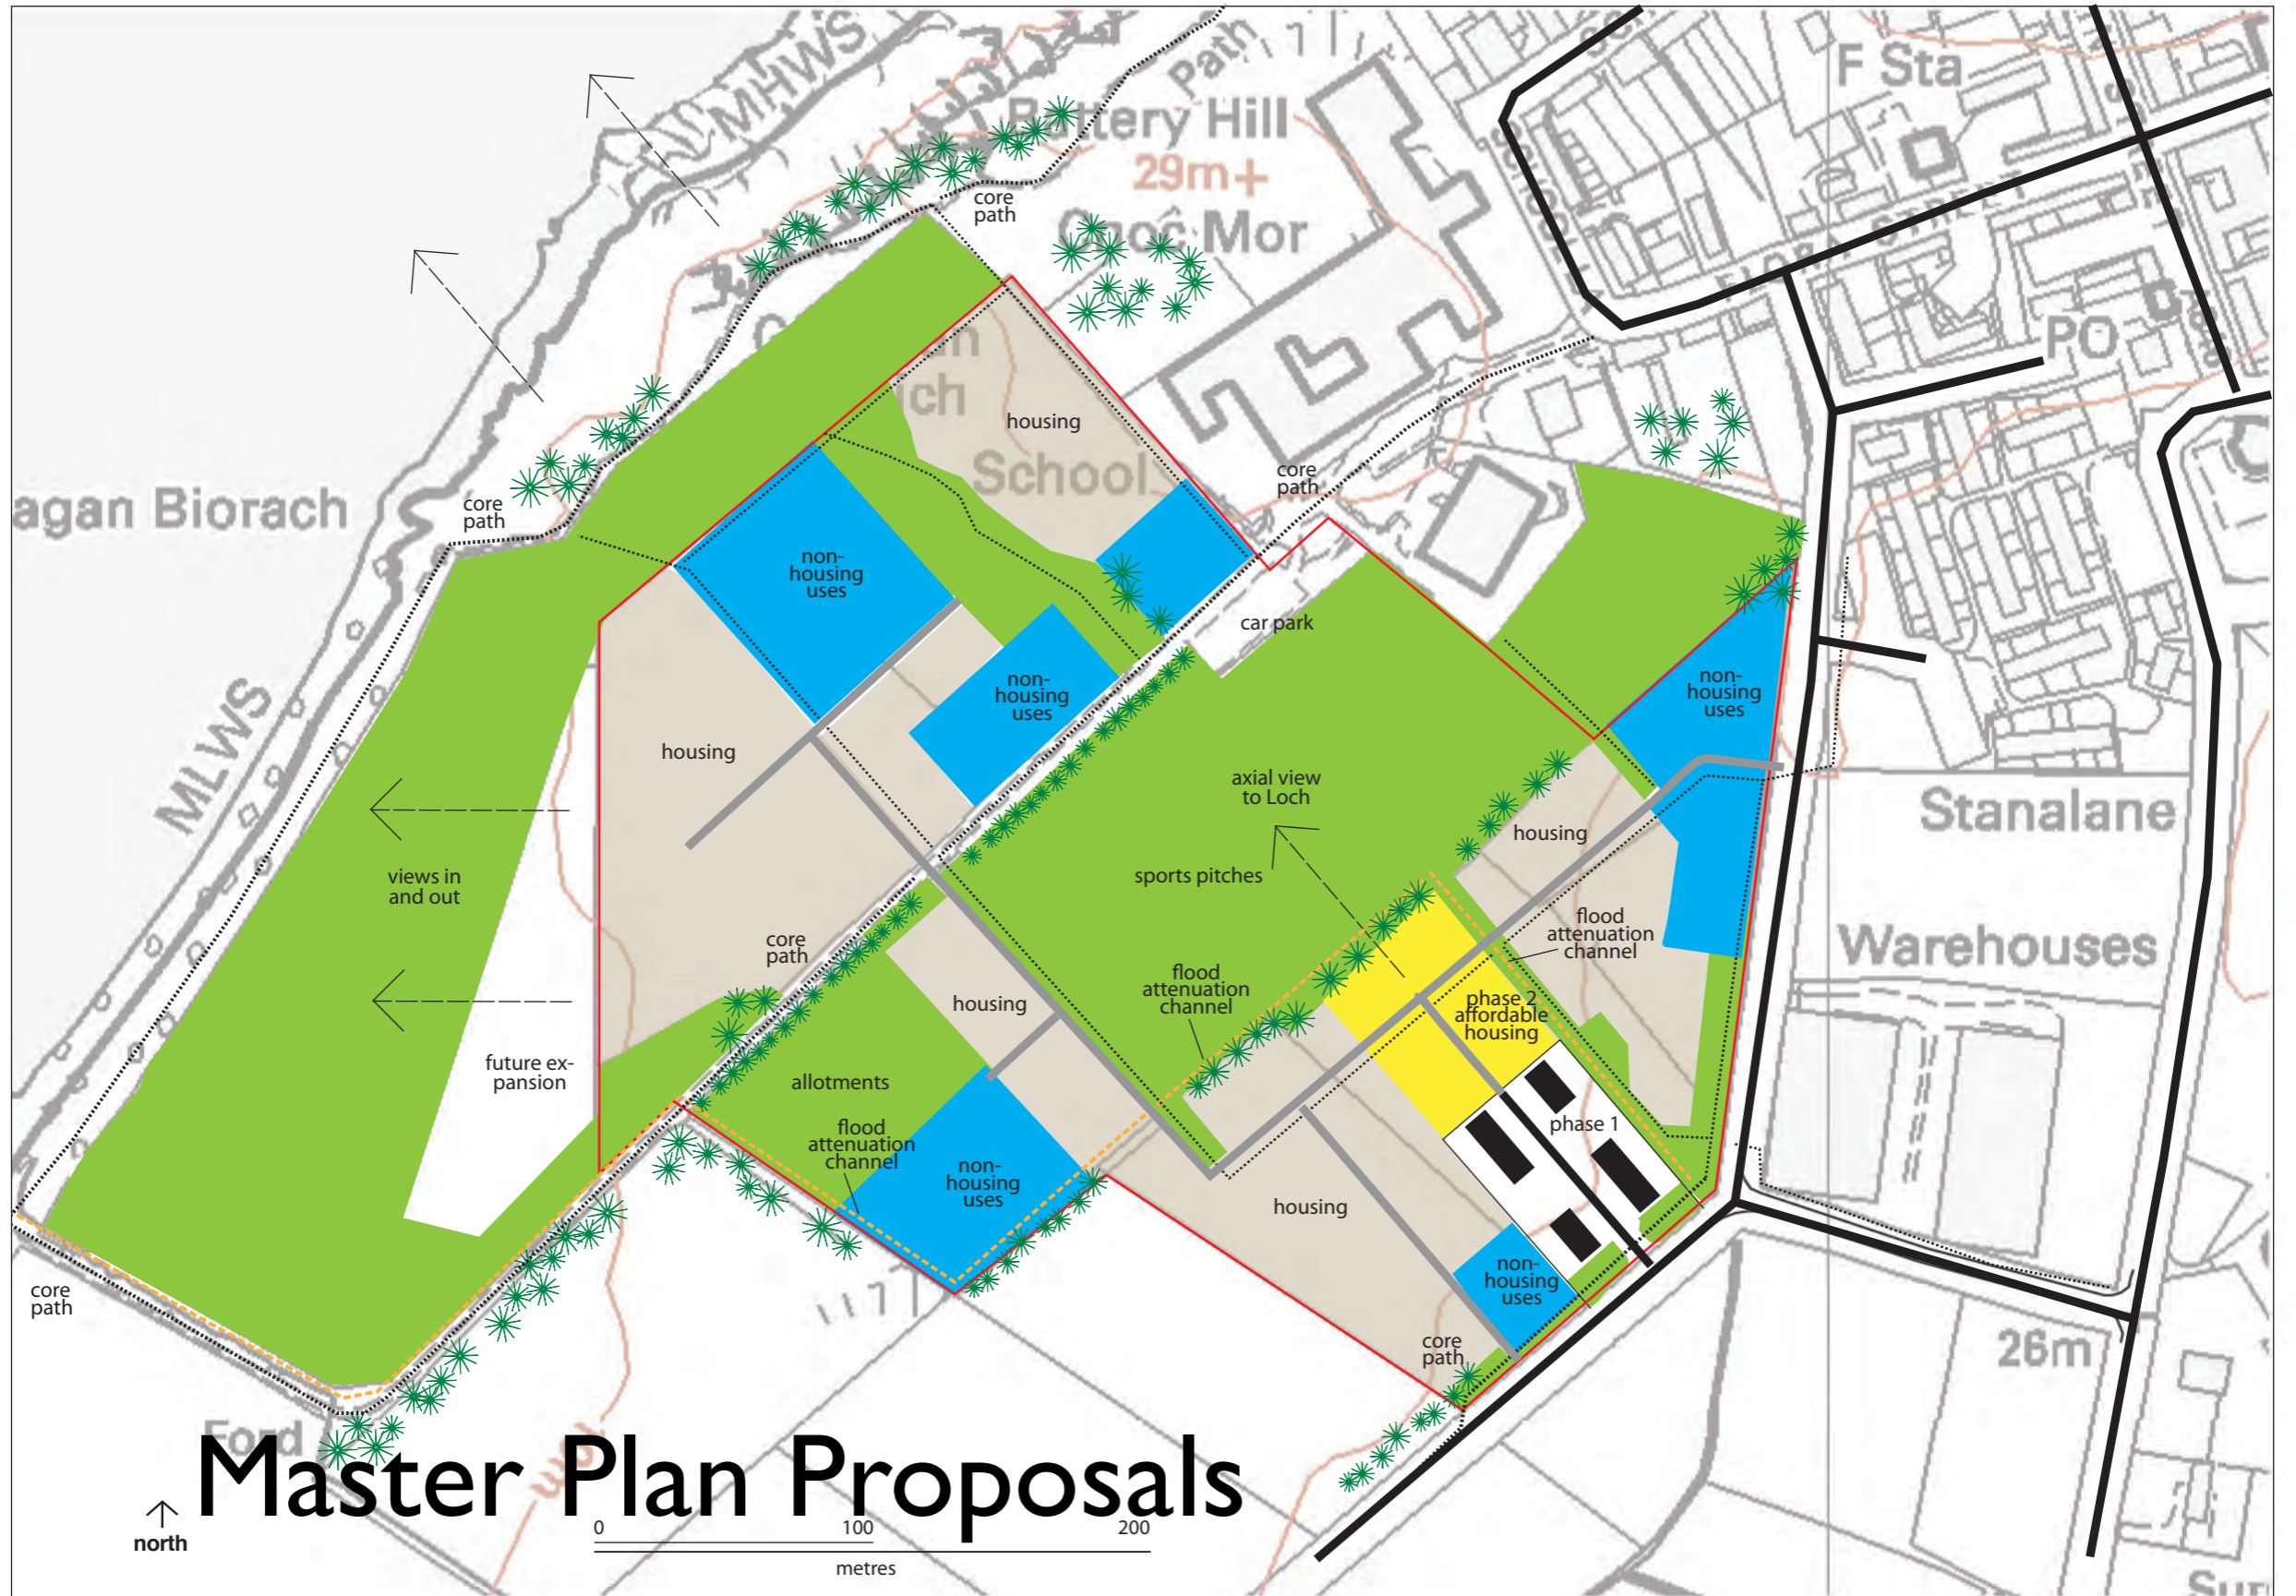 MHWS
Path
Battery Hill
29m+
Cnoc Mor
F Sta
PO
core
path
housing
School
core
path
agan Biorach
core
path
non-
housing
uses
car park
non-
housing
uses
non-
housing
uses
MLWS
housing
axial view
to Loch
Stanalane
housing
sports pitches
views in
and out
flood
attenuation
channel
Warehouses
core
path
flood
attenuation
channel
housing
phase 2
affordable
housing
future ex-
pansion
allotments
phase 1
flood
attenuation
channel
non-
housing
uses
housing
non-
housing
uses
core
path
core
path
26m
Ford
10m
Master Plan Proposals
north
0 100 200
metres